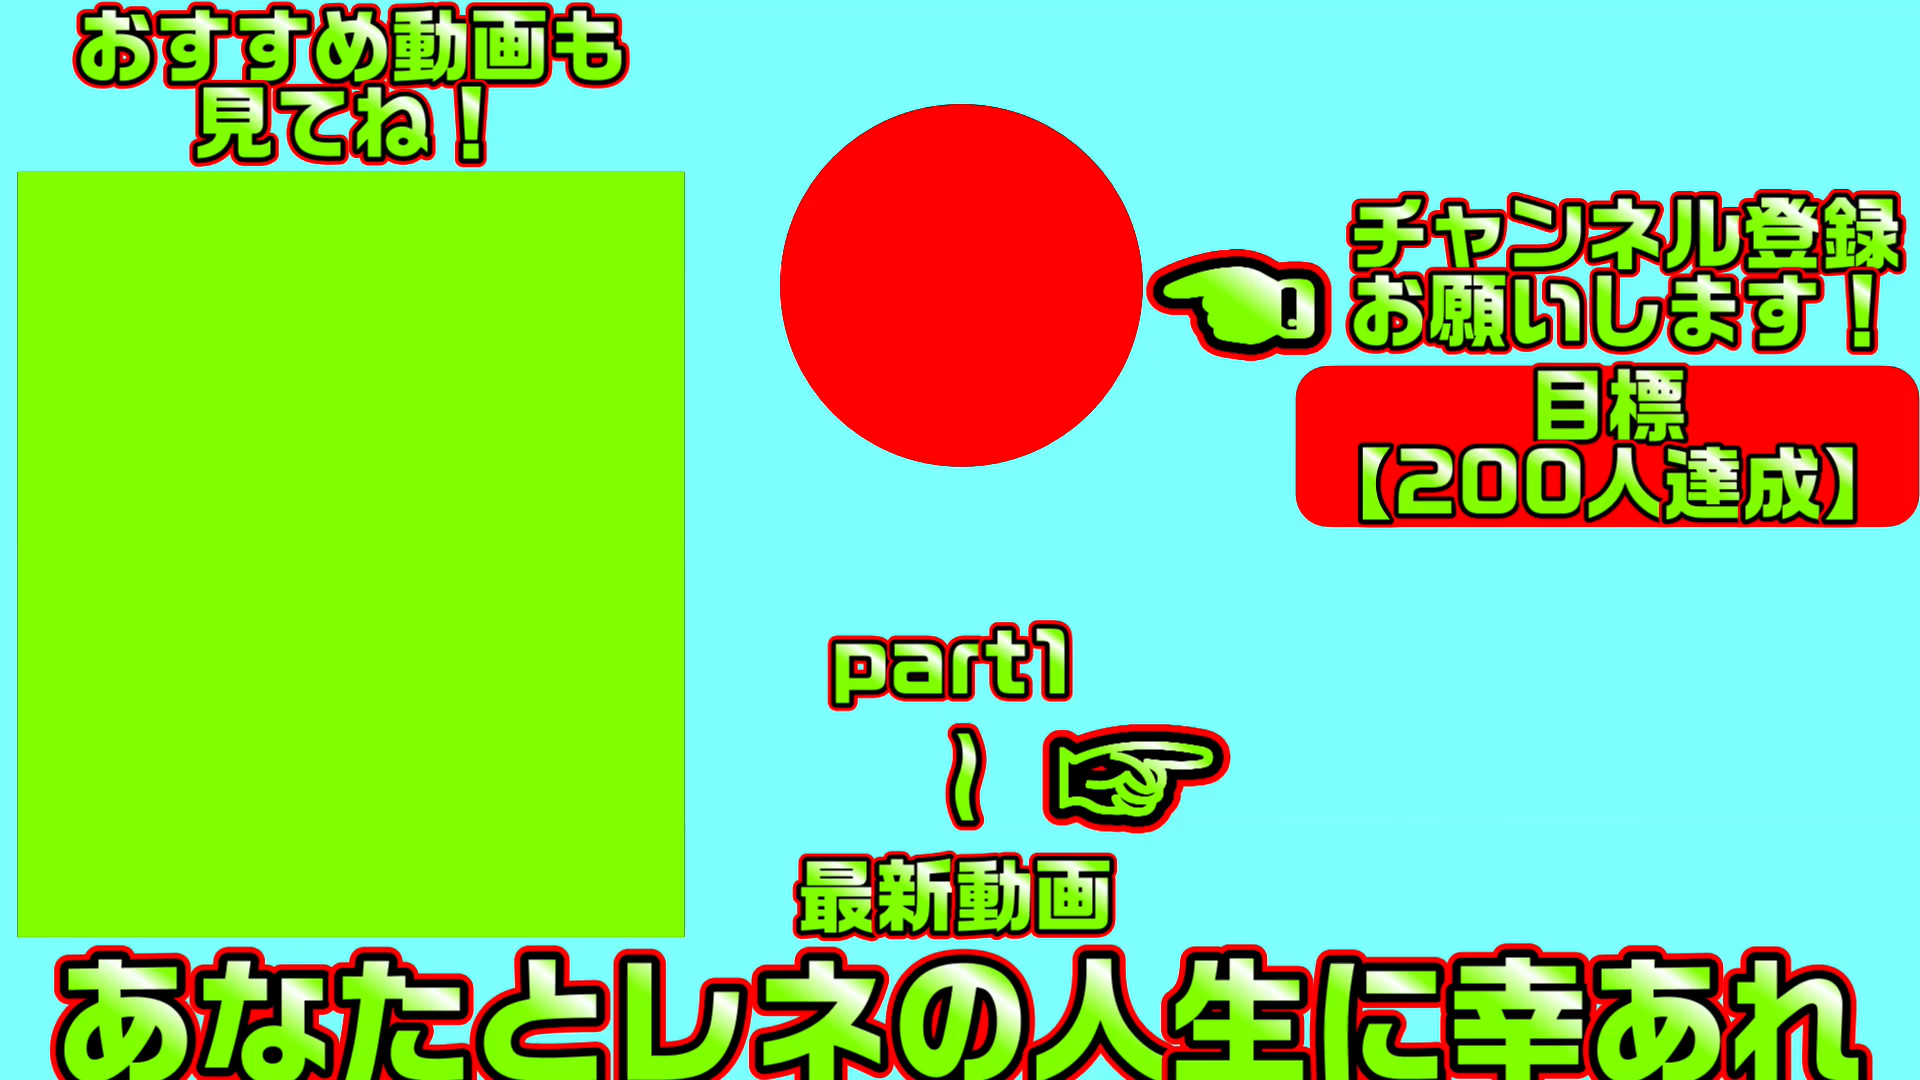 おすすめ動画も
見てね！
チャンネル登録
お願いします！
目標
【200人達成】
part1
～
最新動画
あなたとレネの人生に幸あれ